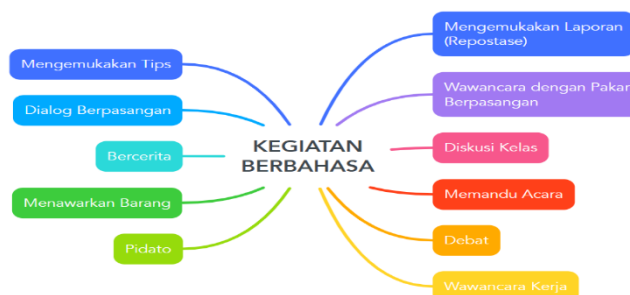 KEGIATAN
BERBAHASA
Mengemukakan Tips
Dialog Berpasangan
Bercerita
Menawarkan Barang
Pidato
Mengemukakan Laporan
(Repostase)
Wawancara dengan Pakar
Berpasangan
Diskusi Kelas
Memandu Acara
Debat
Wawancara Kerja